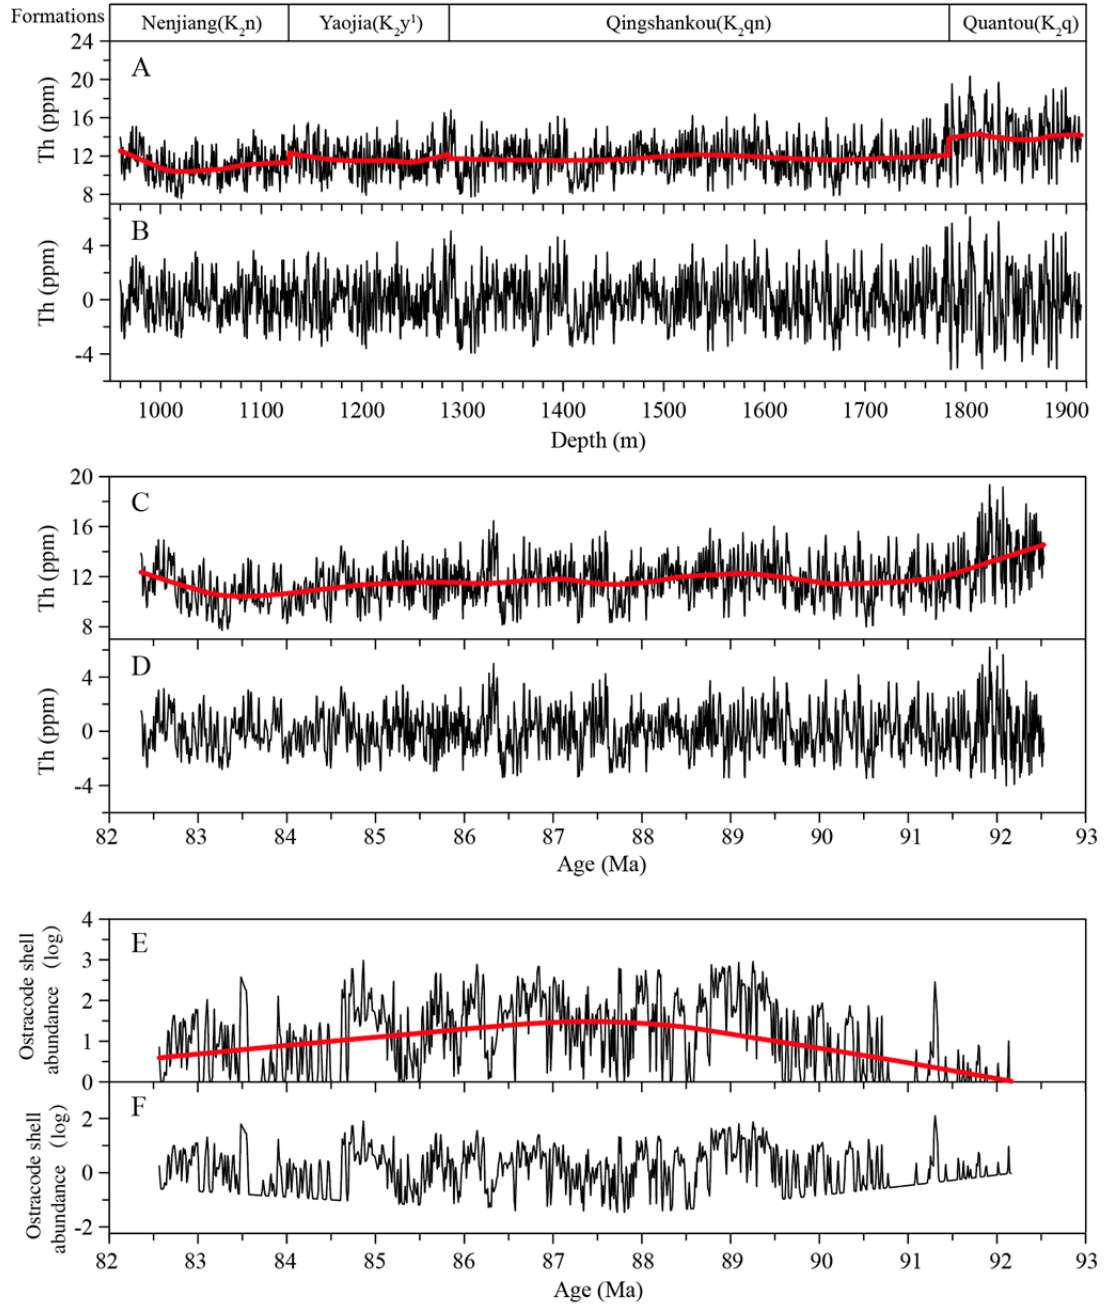 Formations Nenjiang(K₂n) Yaojia(K₂y¹) Qingshankou(K₂qn) Quantou(K₂q)
A
Th (ppm)
24
20
16
12
8
B
Th (ppm)
4
0
-4
1000 1100 1200 1300 1400 1500 1600 1700 1800 1900
Depth (m)
C
Th (ppm)
20
16
12
8
D
Th (ppm)
4
0
-4
82 83 84 85 86 87 88 89 90 91 92 93
Age (Ma)
E
Ostracode shell
abundance (log)
4
3
2
1
0
F
Ostracode shell
abundance (log)
2
0
-2
82 83 84 85 86 87 88 89 90 91 92 93
Age (Ma)